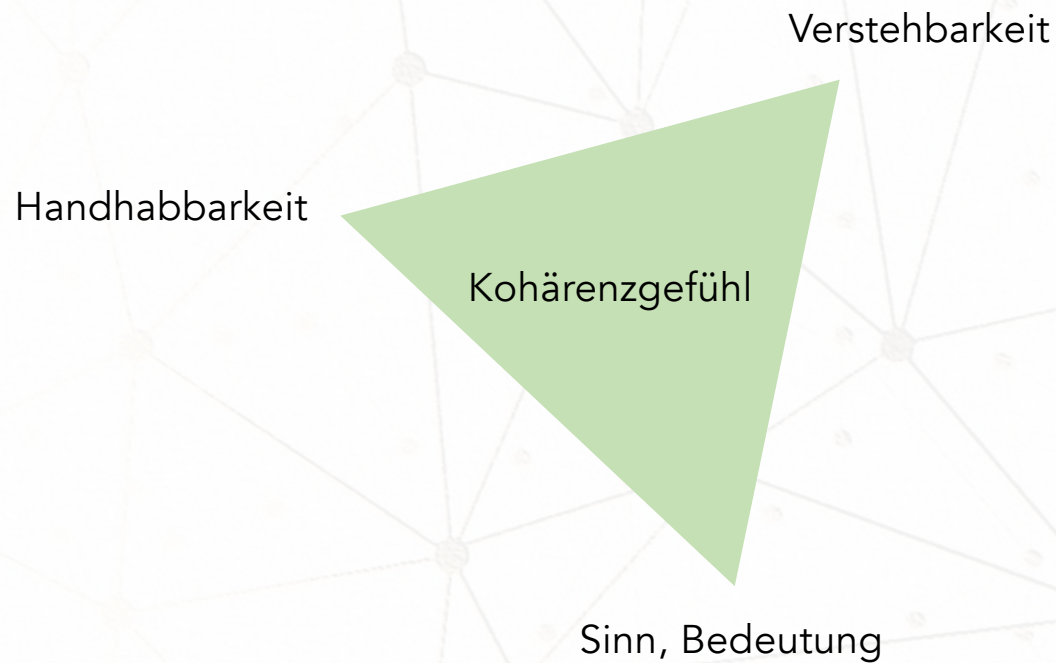 Verstehbarkeit
Handhabbarkeit
Kohärenzgefühl
Sinn, Bedeutung